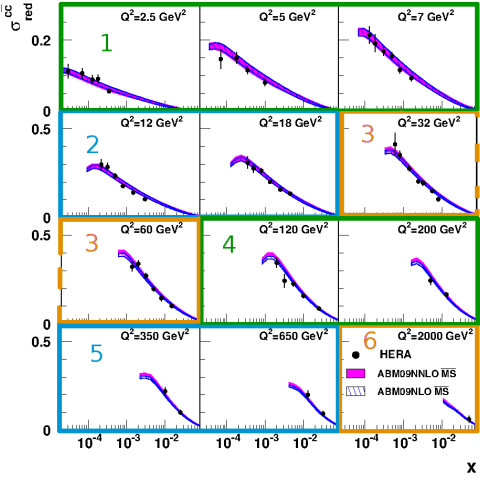 σ red c̄c
Q²=2.5 GeV²
Q²=5 GeV²
Q²=7 GeV²
0.2
1
0
Q²=12 GeV²
Q²=18 GeV²
Q²=32 GeV²
0.5
2
3
0
Q²=60 GeV²
Q²=120 GeV²
Q²=200 GeV²
0.5
3
4
0
Q²=350 GeV²
Q²=650 GeV²
Q²=2000 GeV²
0.5
5
6
HERA
ABM09NNLO M̅S̅
ABM09NLO M̅S̅
0
10⁻⁴ 10⁻³ 10⁻² 10⁻⁴ 10⁻³ 10⁻² 10⁻⁴ 10⁻³ 10⁻²
x